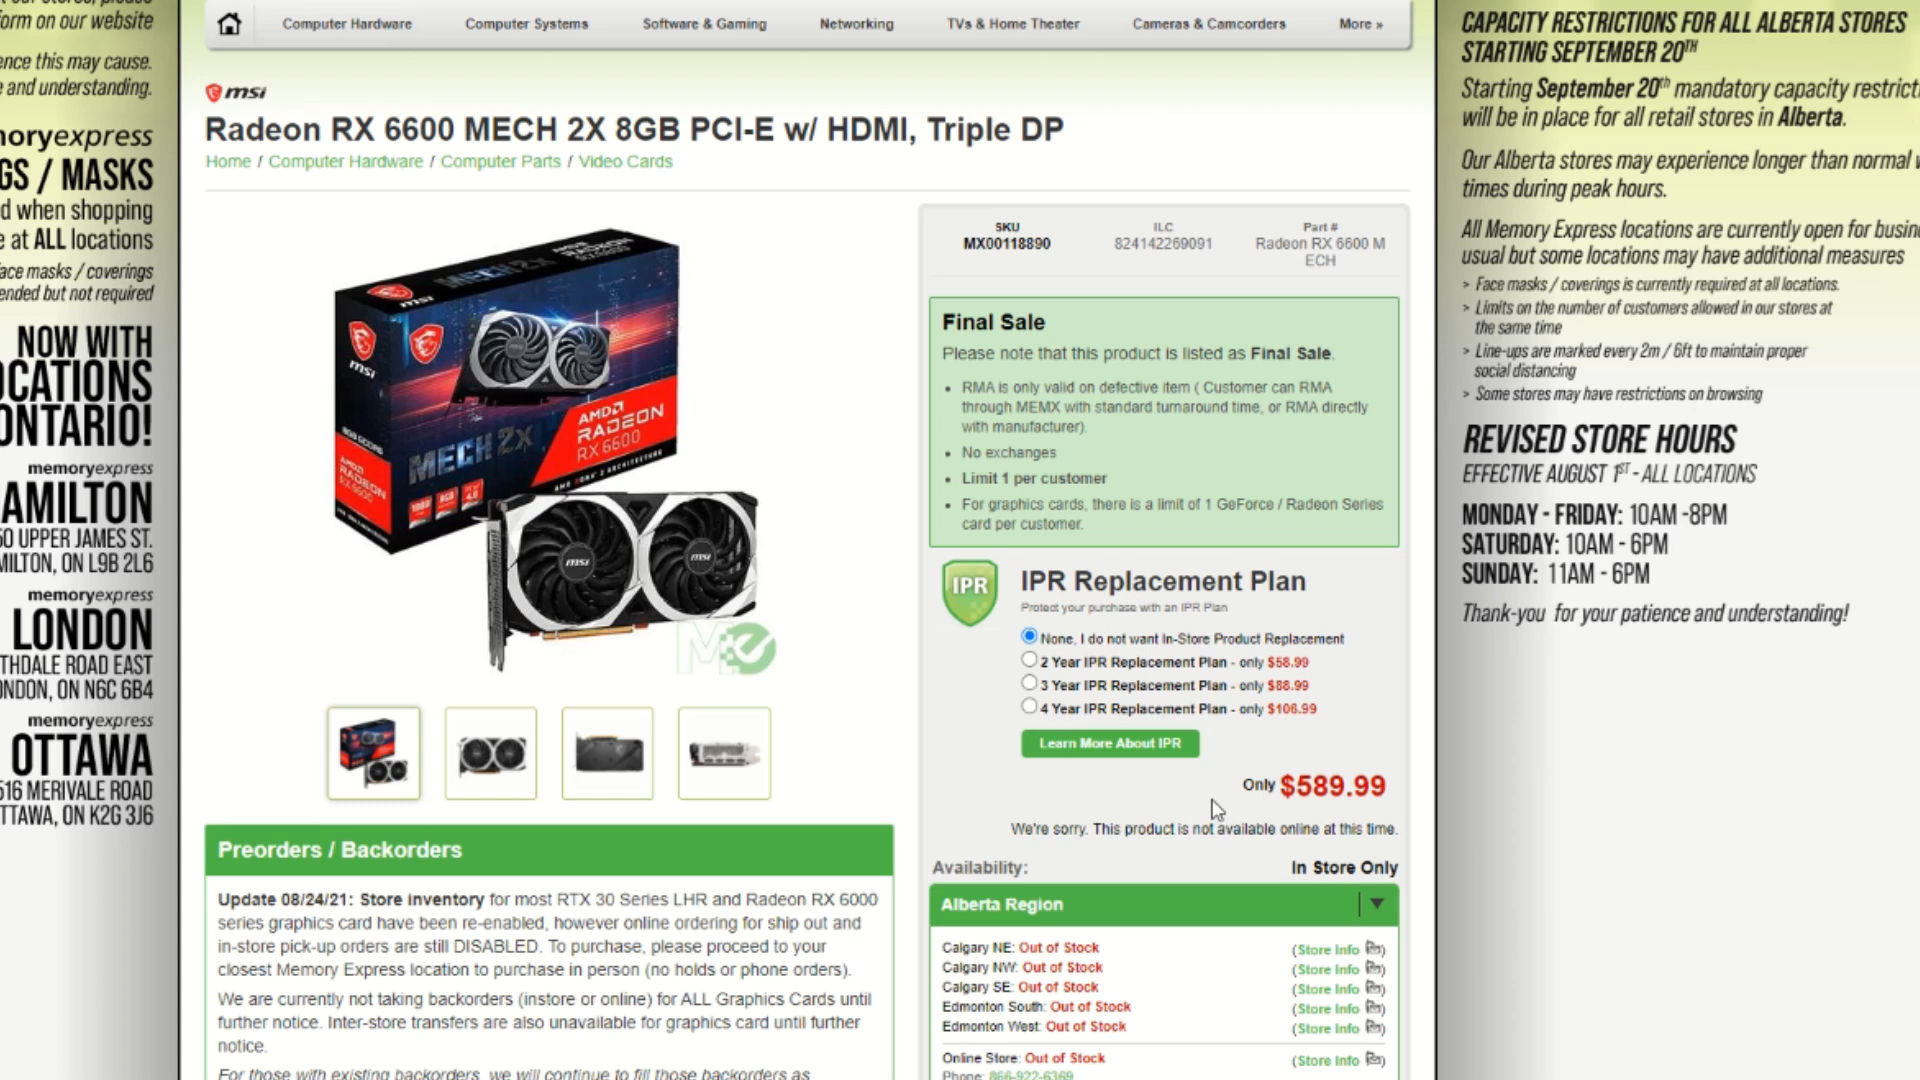 Computer Hardware
Computer Systems
Software & Gaming
Networking
TVs & Home Theater
Cameras & Camcorders
More »
form on our website
ence this may cause.
and understanding.
memoryexpress
GS / MASKS
d when shopping
e at ALL locations
face masks / coverings
ended but not required
NOW WITH
OCATIONS
ONTARIO!
memoryexpress
AMILTON
50 UPPER JAMES ST.
MILTON, ON L9B 2L6
memoryexpress
LONDON
THDALE ROAD EAST
ONDON, ON N6C 6B4
memoryexpress
OTTAWA
516 MERIVALE ROAD
TTAWA, ON K2G 3J6
msi
Radeon RX 6600 MECH 2X 8GB PCI-E w/ HDMI, Triple DP
Home / Computer Hardware / Computer Parts / Video Cards
MECH 2X
msi
msi
AMD
RADEON
RX 6600
MECH 2X
AMD RADEON RX 6600
msi
msi
ME
Preorders / Backorders
Update 08/24/21: Store inventory for most RTX 30 Series LHR and Radeon RX 6000
series graphics card have been re-enabled, however online ordering for ship out and
in-store pick-up orders are still DISABLED. To purchase, please proceed to your
closest Memory Express location to purchase in person (no holds or phone orders).
We are currently not taking backorders (instore or online) for ALL Graphics Cards until
further notice. Inter-store transfers are also unavailable for graphics card until further
notice.
For those with existing backorders, we will continue to fill those backorders as
SKU
MX00118890
ILC
824142269091
Part #
Radeon RX 6600 M
ECH
Final Sale
Please note that this product is listed as Final Sale.
• RMA is only valid on defective item ( Customer can RMA
through MEMX with standard turnaround time, or RMA directly
with manufacturer).
• No exchanges
• Limit 1 per customer
• For graphics cards, there is a limit of 1 GeForce / Radeon Series
card per customer.
IPR
IPR Replacement Plan
Protect your purchase with an IPR Plan
None, I do not want In-Store Product Replacement
2 Year IPR Replacement Plan - only $58.99
3 Year IPR Replacement Plan - only $88.99
4 Year IPR Replacement Plan - only $106.99
Learn More About IPR
Only $589.99
We're sorry. This product is not available online at this time.
Availability: In Store Only
Alberta Region
Calgary NE: Out of Stock (Store Info)
Calgary NW: Out of Stock (Store Info)
Calgary SE: Out of Stock (Store Info)
Edmonton South: Out of Stock (Store Info)
Edmonton West: Out of Stock (Store Info)
Online Store: Out of Stock (Store Info)
Phone: 866-922-6369
CAPACITY RESTRICTIONS FOR ALL ALBERTA STORES
STARTING SEPTEMBER 20TH
Starting September 20th mandatory capacity restricti
will be in place for all retail stores in Alberta.
Our Alberta stores may experience longer than normal w
times during peak hours.
All Memory Express locations are currently open for busin
usual but some locations may have additional measures
> Face masks / coverings is currently required at all locations.
> Limits on the number of customers allowed in our stores at
the same time
> Line-ups are marked every 2m / 6ft to maintain proper
social distancing
> Some stores may have restrictions on browsing
REVISED STORE HOURS
EFFECTIVE AUGUST 1ST - ALL LOCATIONS
MONDAY - FRIDAY: 10AM -8PM
SATURDAY: 10AM - 6PM
SUNDAY: 11AM - 6PM
Thank-you for your patience and understanding!